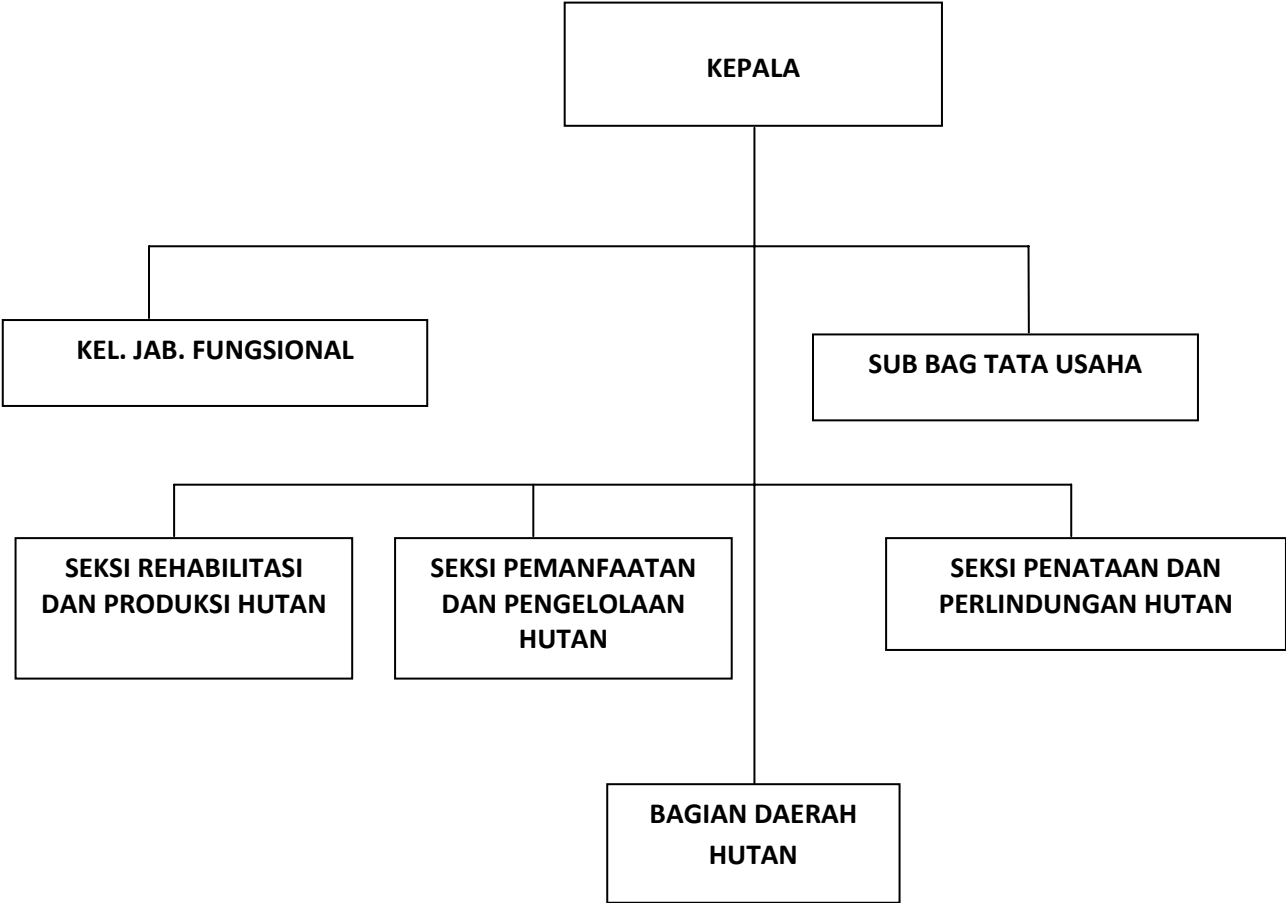 KEPALA
KEL. JAB. FUNGSIONAL
SUB BAG TATA USAHA
SEKSI REHABILITASI
DAN PRODUKSI HUTAN
SEKSI PEMANFAATAN
DAN PENGELOLAAN
HUTAN
SEKSI PENATAAN DAN
PERLINDUNGAN HUTAN
BAGIAN DAERAH
HUTAN